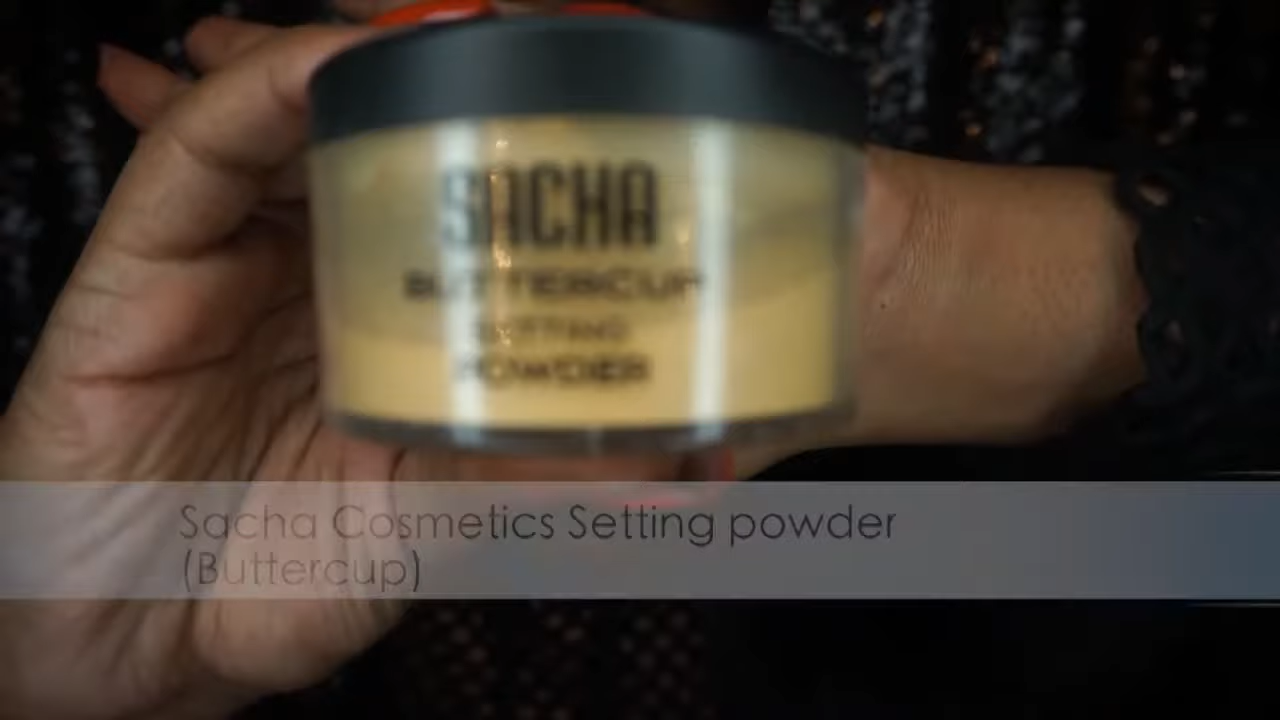 SACHA
BUTTERCUP
SETTING
POWDER
Sacha Cosmetics Setting powder
(Buttercup)